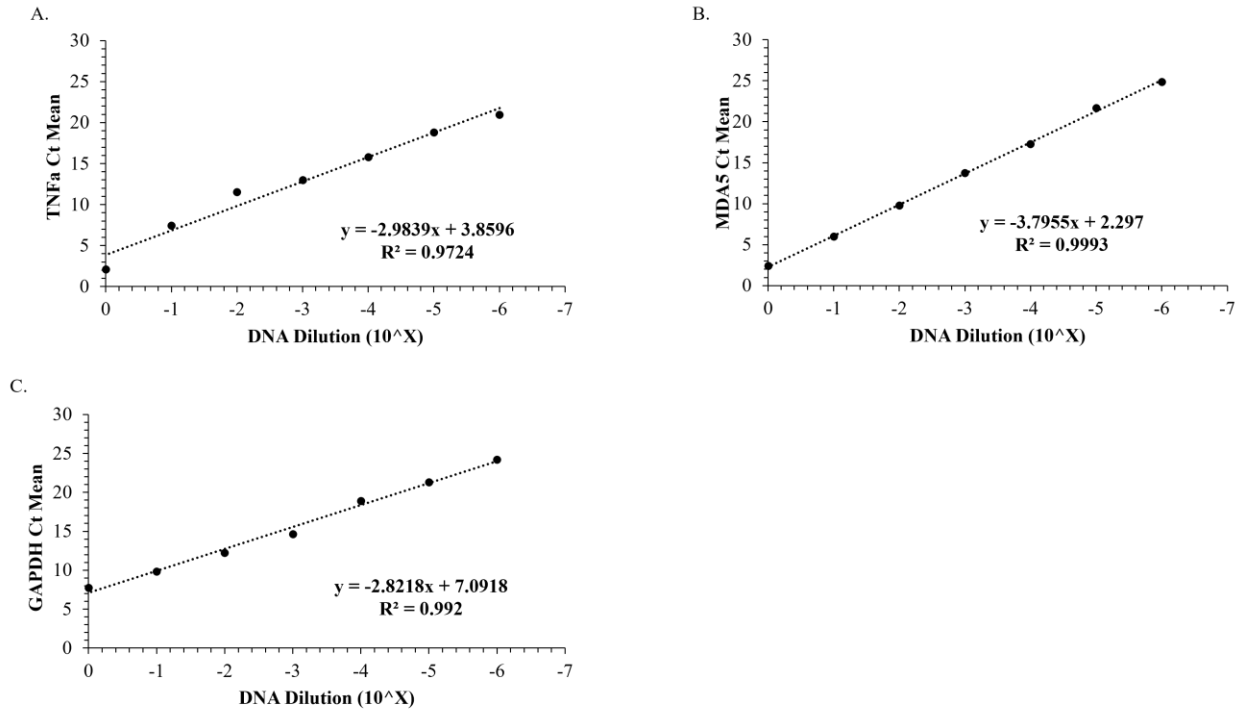 A.
30
25
20
15
10
5
0
TNFa Ct Mean
y = -2.9839x + 3.8596
R² = 0.9724
0 -1 -2 -3 -4 -5 -6 -7
DNA Dilution (10^X)
B.
30
25
20
15
10
5
0
MDA5 Ct Mean
y = -3.7955x + 2.297
R² = 0.9993
0 -1 -2 -3 -4 -5 -6 -7
DNA Dilution (10^X)
C.
30
25
20
15
10
5
0
GAPDH Ct Mean
y = -2.8218x + 7.0918
R² = 0.992
0 -1 -2 -3 -4 -5 -6 -7
DNA Dilution (10^X)